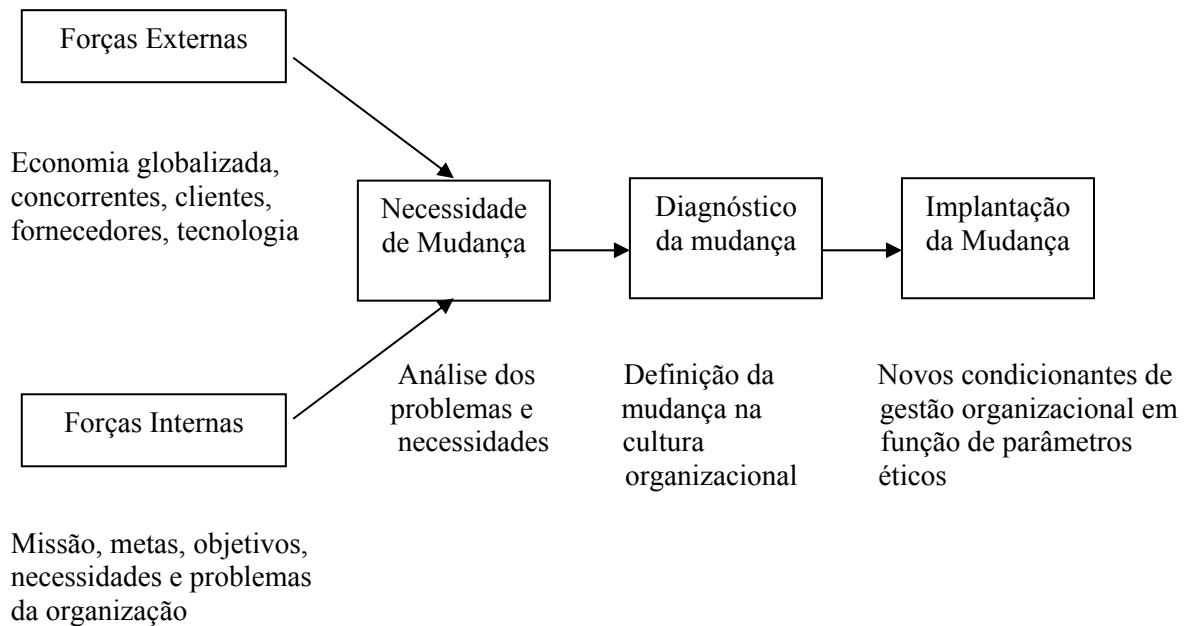 Forças Externas
Economia globalizada,
concorrentes, clientes,
fornecedores, tecnologia
Necessidade
de Mudança
Diagnóstico
da mudança
Implantação
da Mudança
Análise dos
problemas e
necessidades
Definição da
mudança na
cultura
organizacional
Novos condicionantes de
gestão organizacional em
função de parâmetros
éticos
Forças Internas
Missão, metas, objetivos,
necessidades e problemas
da organização